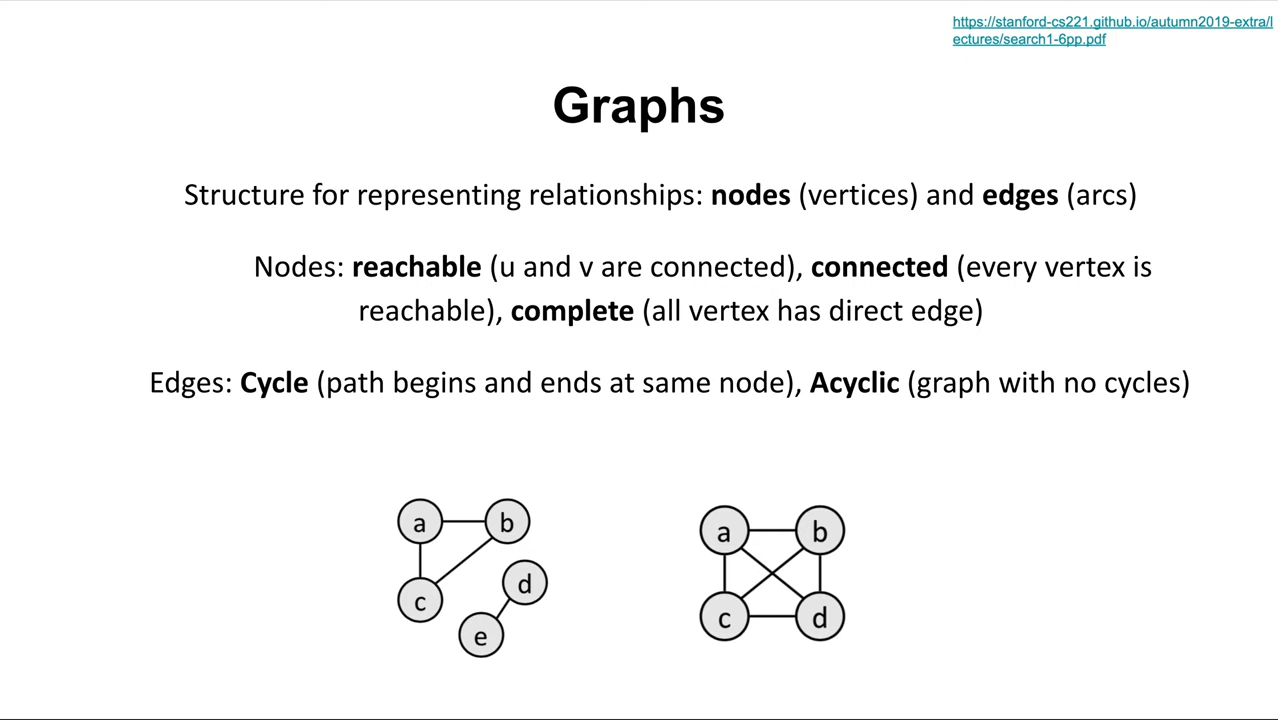 https://stanford-cs221.github.io/autumn2019-extra/l
ectures/search1-6pp.pdf
Graphs
Structure for representing relationships: nodes (vertices) and edges (arcs)
Nodes: reachable (u and v are connected), connected (every vertex is
reachable), complete (all vertex has direct edge)
Edges: Cycle (path begins and ends at same node), Acyclic (graph with no cycles)
a b
c
d
e
a b
c d